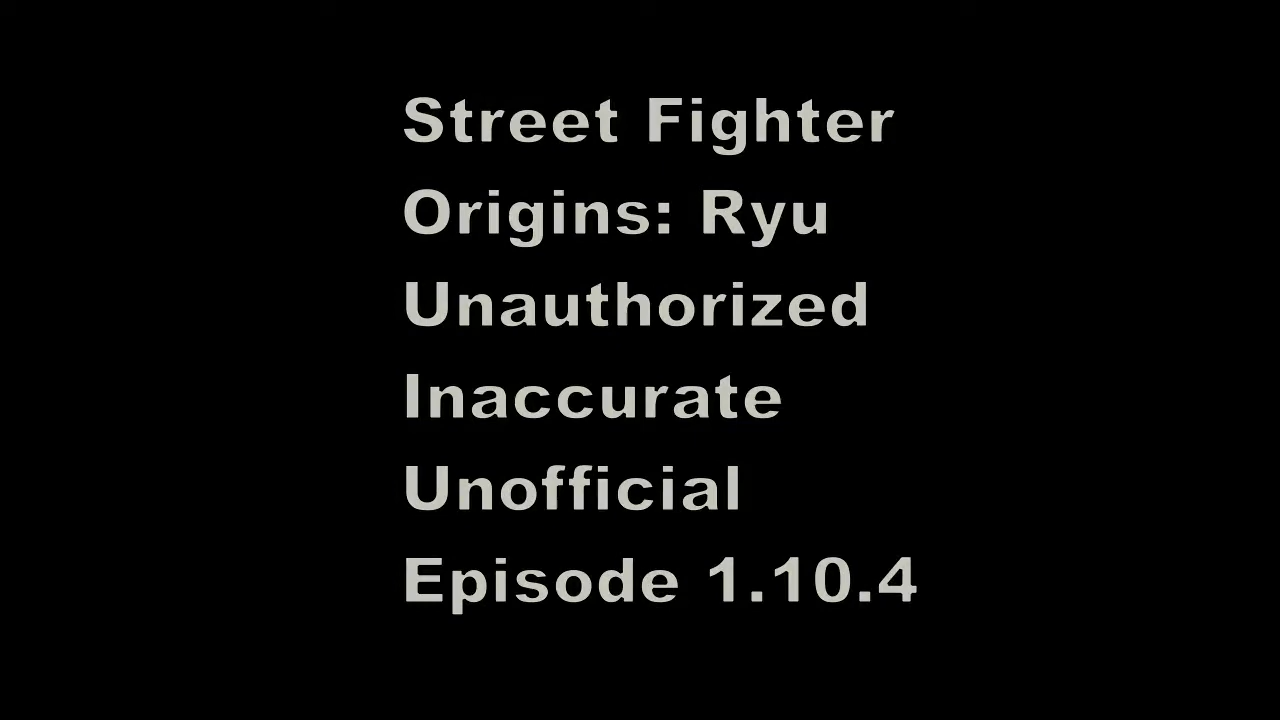 Street Fighter
Origins: Ryu
Unauthorized
Inaccurate
Unofficial
Episode 1.10.4